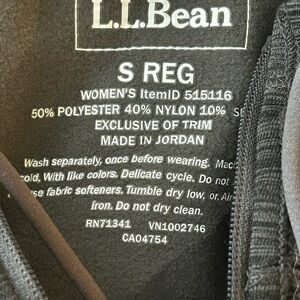 L.L.Bean
S REG
WOMEN'S ItemID 515116
50% POLYESTER 40% NYLON 10%
EXCLUSIVE OF TRIM
MADE IN JORDAN
Wash separately, once before wearing.
With like colors. Delicate cycle. Do not
fabric softeners. Tumble dry low, or Air
iron. Do not dry clean.
RN71341 VN1002746
CA04754